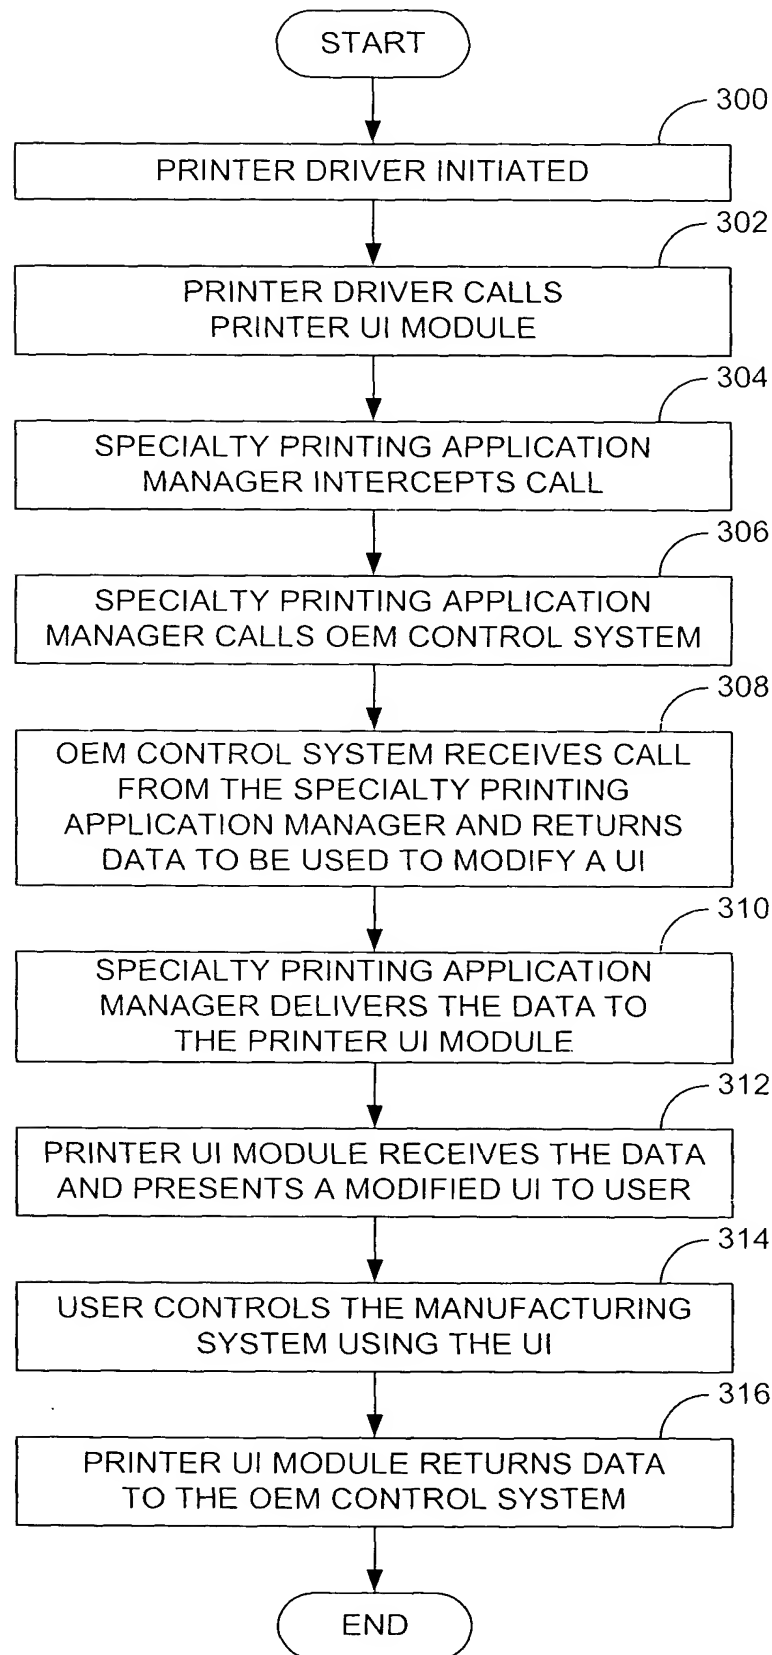 START
300
PRINTER DRIVER INITIATED
302
PRINTER DRIVER CALLS
PRINTER UI MODULE
304
SPECIALTY PRINTING APPLICATION
MANAGER INTERCEPTS CALL
306
SPECIALTY PRINTING APPLICATION
MANAGER CALLS OEM CONTROL SYSTEM
308
OEM CONTROL SYSTEM RECEIVES CALL
FROM THE SPECIALTY PRINTING
APPLICATION MANAGER AND RETURNS
DATA TO BE USED TO MODIFY A UI
310
SPECIALTY PRINTING APPLICATION
MANAGER DELIVERS THE DATA TO
THE PRINTER UI MODULE
312
PRINTER UI MODULE RECEIVES THE DATA
AND PRESENTS A MODIFIED UI TO USER
314
USER CONTROLS THE MANUFACTURING
SYSTEM USING THE UI
316
PRINTER UI MODULE RETURNS DATA
TO THE OEM CONTROL SYSTEM
END